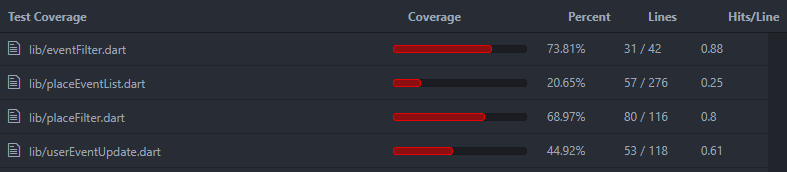 Test Coverage Coverage Percent Lines Hits/Line
lib/eventFilter.dart 73.81% 31 / 42 0.88
lib/placeEventList.dart 20.65% 57 / 276 0.25
lib/placeFilter.dart 68.97% 80 / 116 0.8
lib/userEventUpdate.dart 44.92% 53 / 118 0.61